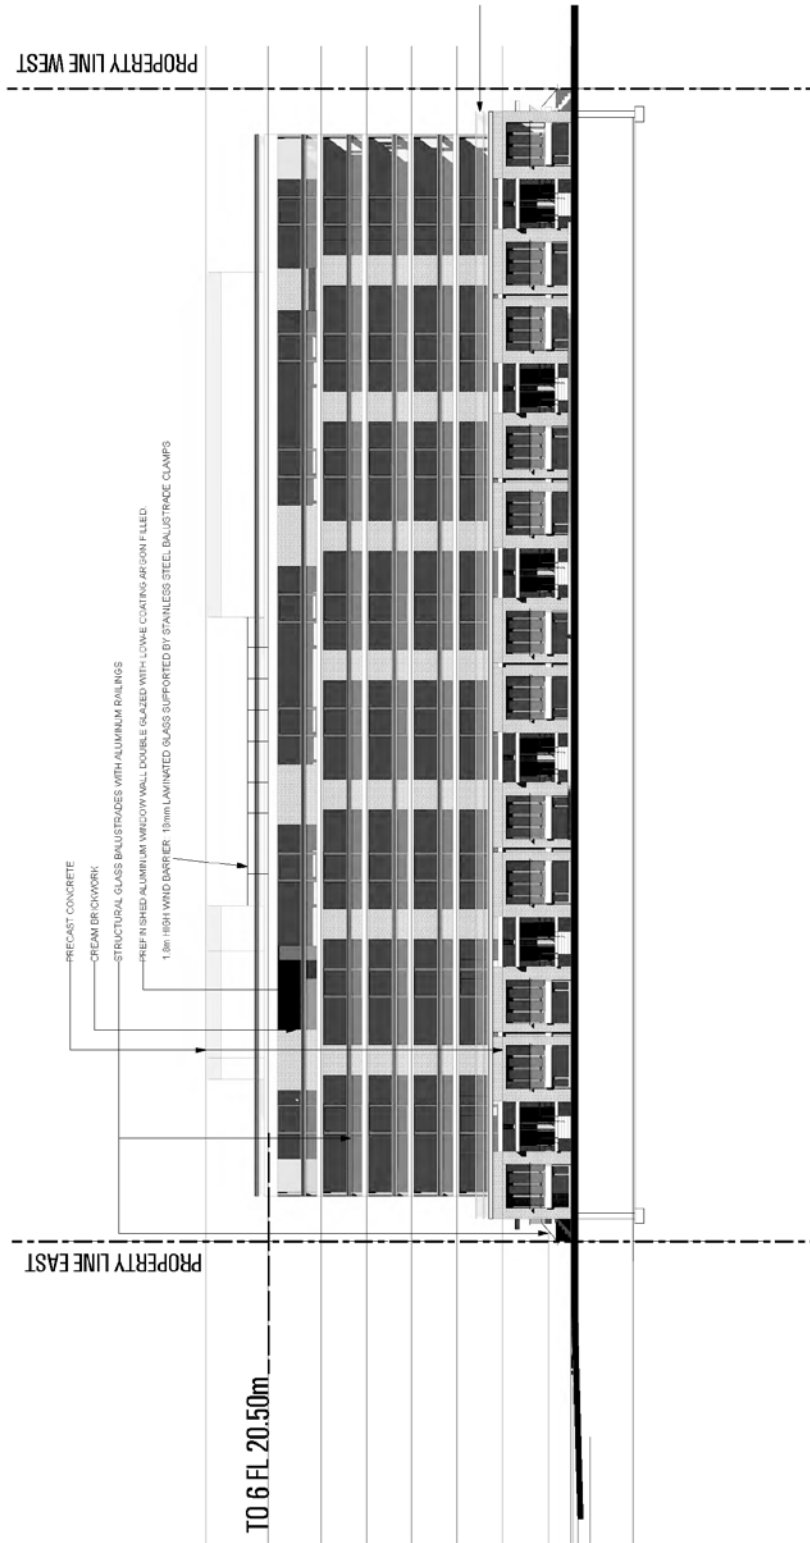 PROPERTY LINE WEST
PRECAST CONCRETE
CREAM BRICKWORK
STRUCTURAL GLASS BALUSTRADES WITH ALUMINUM RAILINGS
PREFINISHED ALUMINUM WINDOW WALL DOUBLE GLAZED WITH LOW-E COATING ARGON FILLED.
1.8m HIGH WIND BARRIER: 18mm LAMINATED GLASS SUPPORTED BY STAINLESS STEEL BALUSTRADE CLAMPS
PROPERTY LINE EAST
TO 6 FL 20.50m